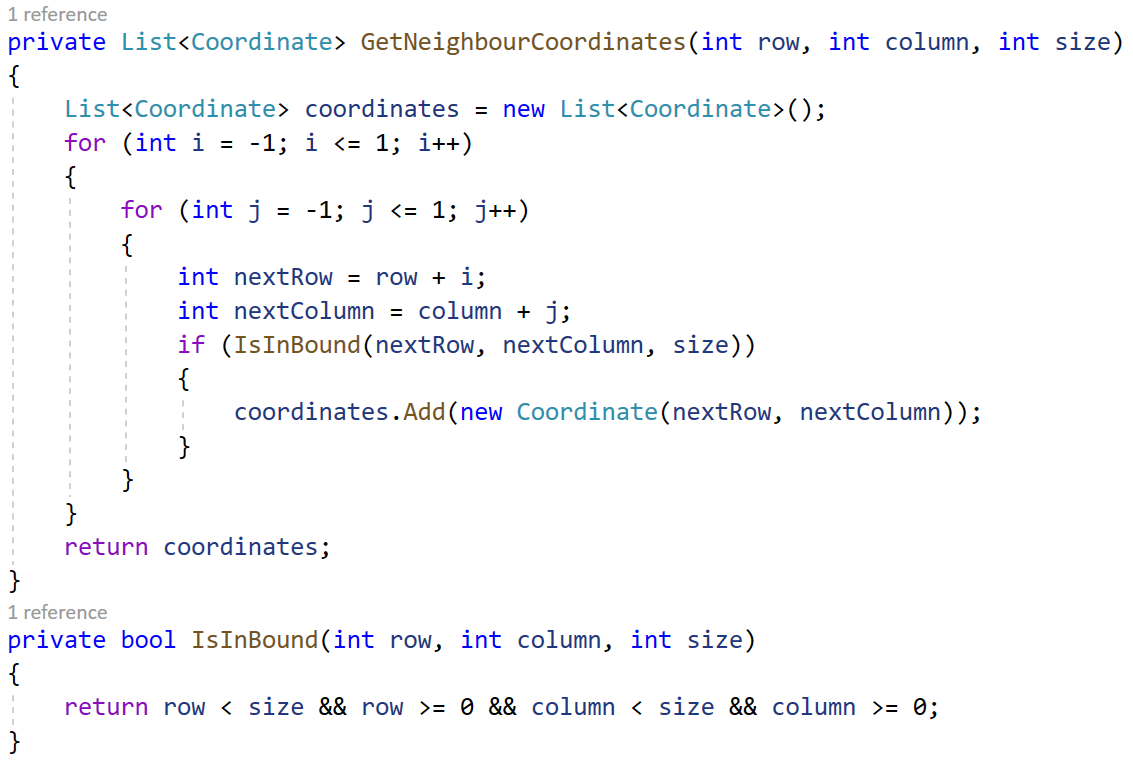 1 reference
private List<Coordinate> GetNeighbourCoordinates(int row, int column, int size)
{
    List<Coordinate> coordinates = new List<Coordinate>();
    for (int i = -1; i <= 1; i++)
    {
        for (int j = -1; j <= 1; j++)
        {
            int nextRow = row + i;
            int nextColumn = column + j;
            if (IsInBound(nextRow, nextColumn, size))
            {
                coordinates.Add(new Coordinate(nextRow, nextColumn));
            }
        }
    }
    return coordinates;
}
1 reference
private bool IsInBound(int row, int column, int size)
{
    return row < size && row >= 0 && column < size && column >= 0;
}